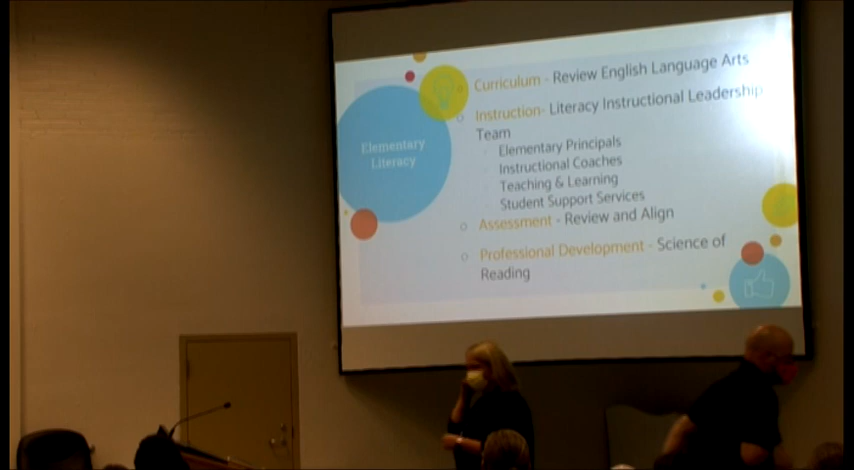 Elementary
Literacy
Curriculum - Review English Language Arts
Instruction- Literacy Instructional Leadership
Team
Elementary Principals
Instructional Coaches
Teaching & Learning
Student Support Services
Assessment - Review and Align
Professional Development - Science of
Reading